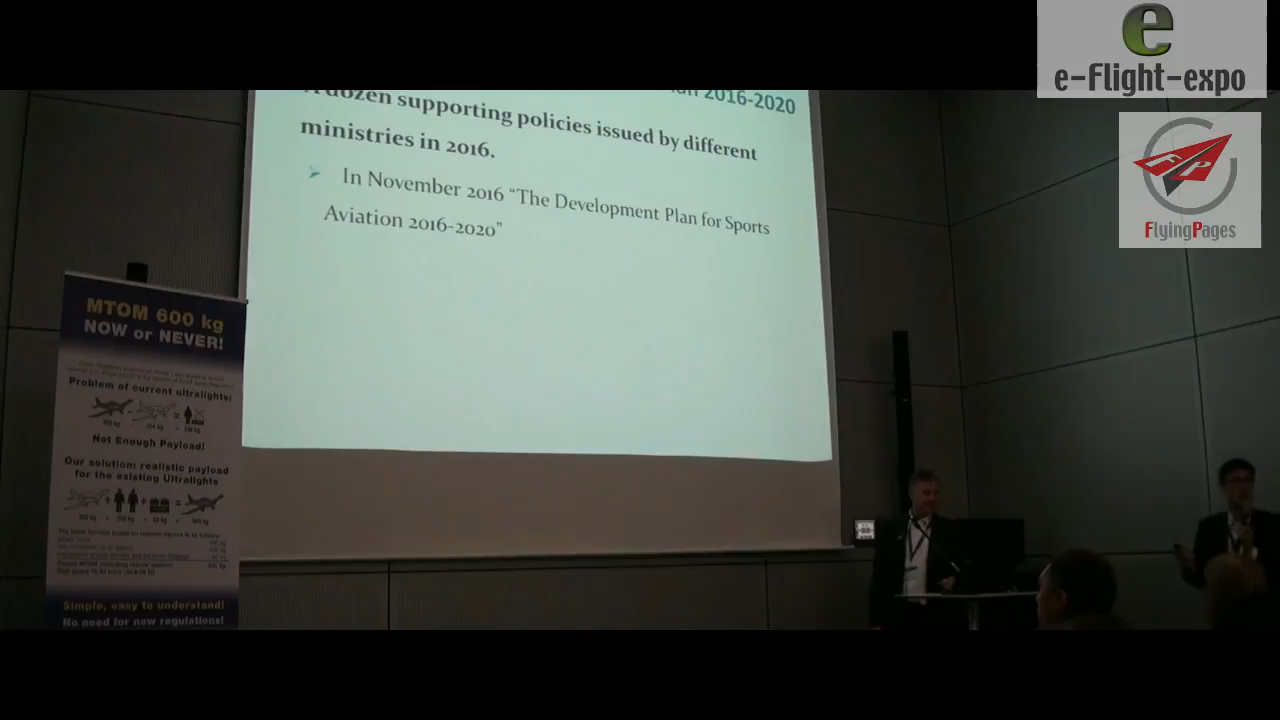 e-Flight-expo
FlyingPages
2016-2020
dozen supporting policies issued by different
ministries in 2016.
In November 2016 “The Development Plan for Sports
Aviation 2016-2020”
MTOM 600 kg
NOW or NEVER!
Problem of current ultralights:
Not Enough Payload!
Our solution: realistic payload
for the existing Ultralights
Simple, easy to understand!
No need for new regulations!